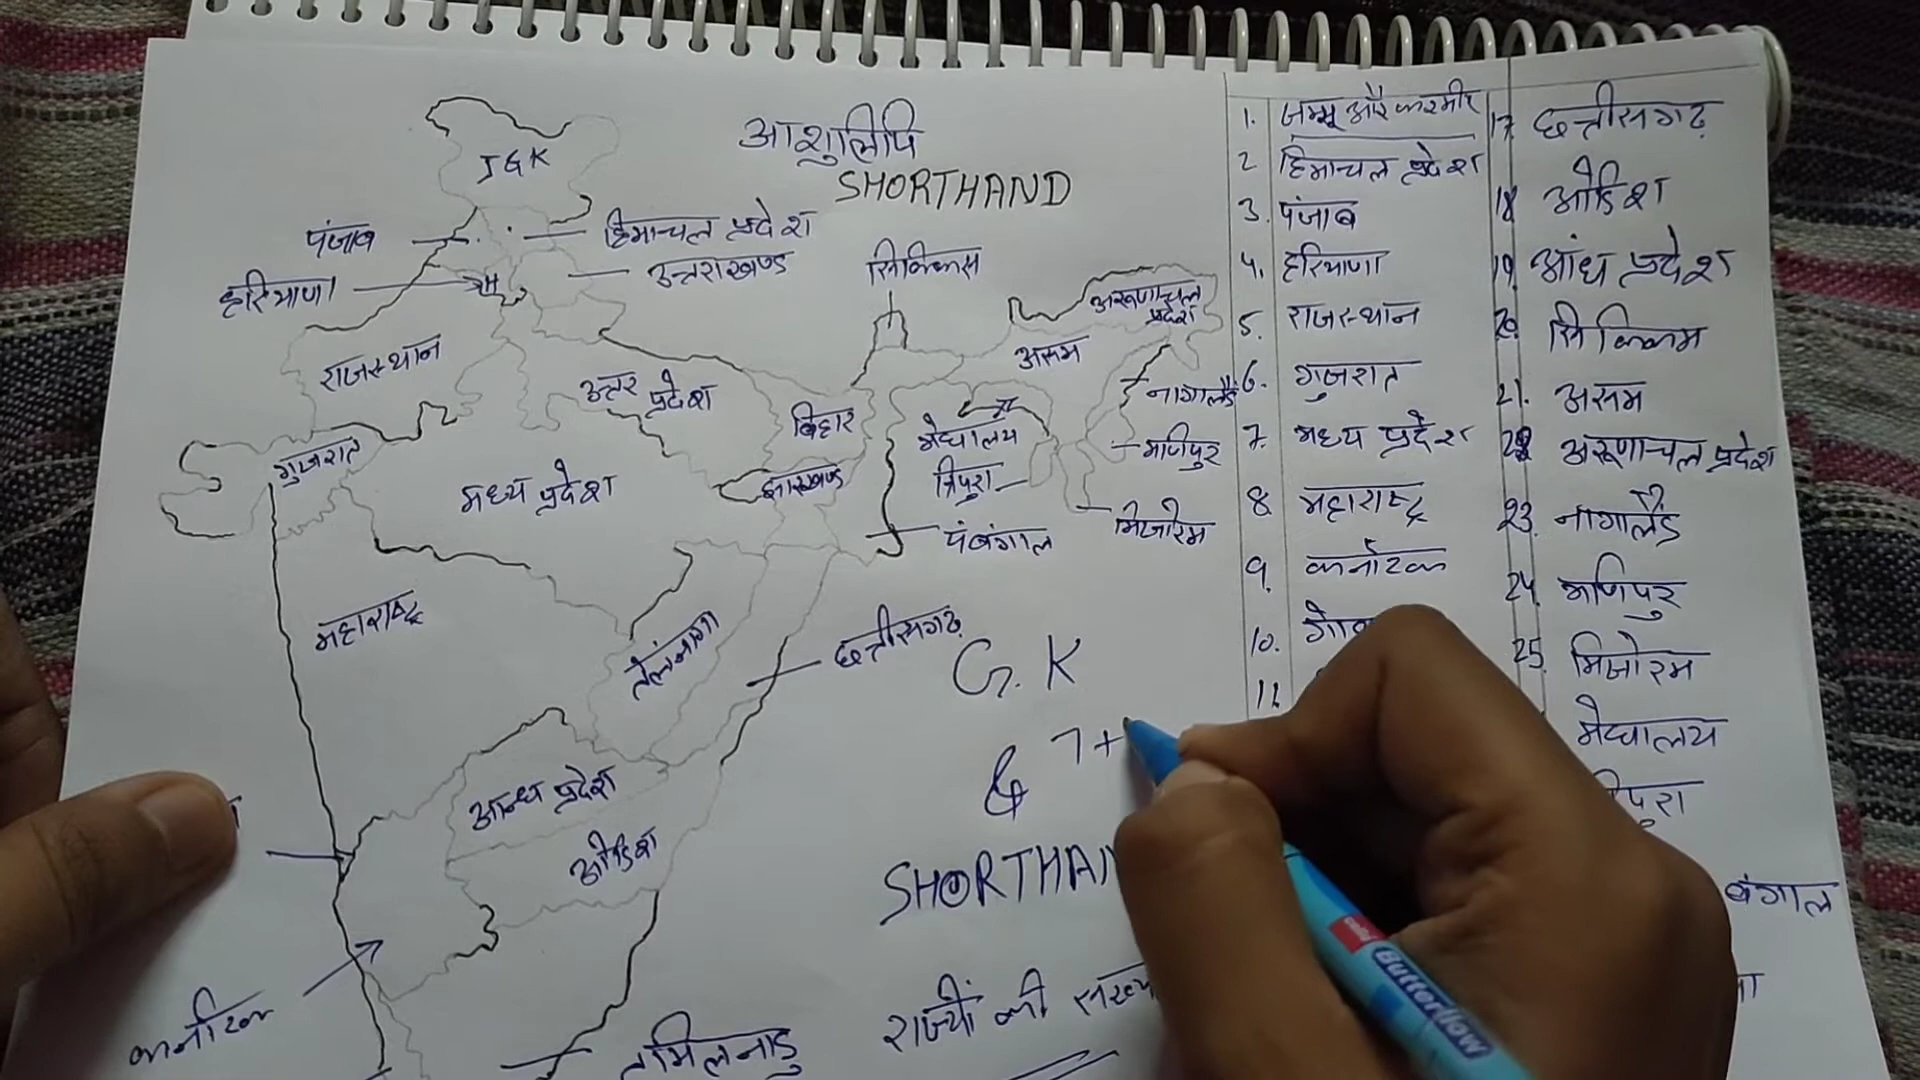 आशुलिपि
SHORTHAND
J&K
पंजाब
हिमाचल प्रदेश
हरियाणा
H
उत्तराखण्ड
सिक्किम
अरूणाचल
प्रदेश
असम
राजस्थान
उत्तर
प्रदेश
बिहार
मेघालय
नागालैंड
गुजरात
मध्य प्रदेश
झारखण्ड
त्रिपुरा
मणिपुर
मिजोरम
पं बंगाल
महाराष्ट्र
तेलंनागा
छत्तीसगढ़
आन्ध प्रदेश
ओडिशा
कर्नाटक
तमिलनाडु
G.K
&
7+
SHORTHAN
राज्यों की संख्या
1. जम्मू और कश्मीर
2 हिमाचल प्रदेश
3. पंजाब
4. हरियाणा
5. राजस्थान
6. गुजरात
7. मध्य प्रदेश
8 महाराष्ट्र
9. कर्नाटक
10. गोवा
11
17 छत्तीसगढ़
18 ओडिशा
19 आंध प्रदेश
20. सिक्किम
21. असम
22 अरूणाचल प्रदेश
23. नागालैंड
24. मणिपुर
25. मिजोरम
मेघालय
पुरा
बंगाल
Cello
Butterflow